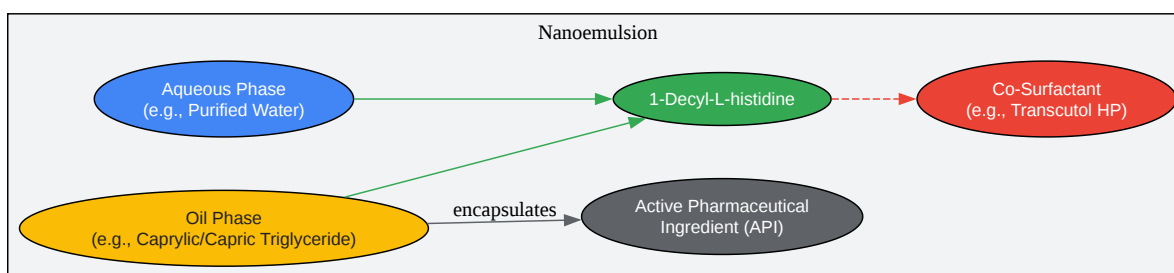 Nanoemulsion
Aqueous Phase
(e.g., Purified Water)
1-Decyl-L-histidine
Co-Surfactant
(e.g., Transcutol HP)
Oil Phase
(e.g., Caprylic/Capric Triglyceride)
encapsulates
Active Pharmaceutical
Ingredient (API)